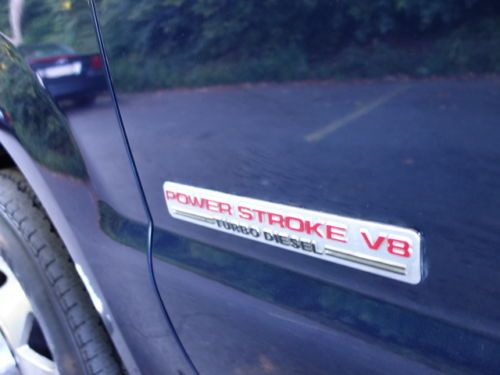 POWER STROKE V8
TURBO DIESEL